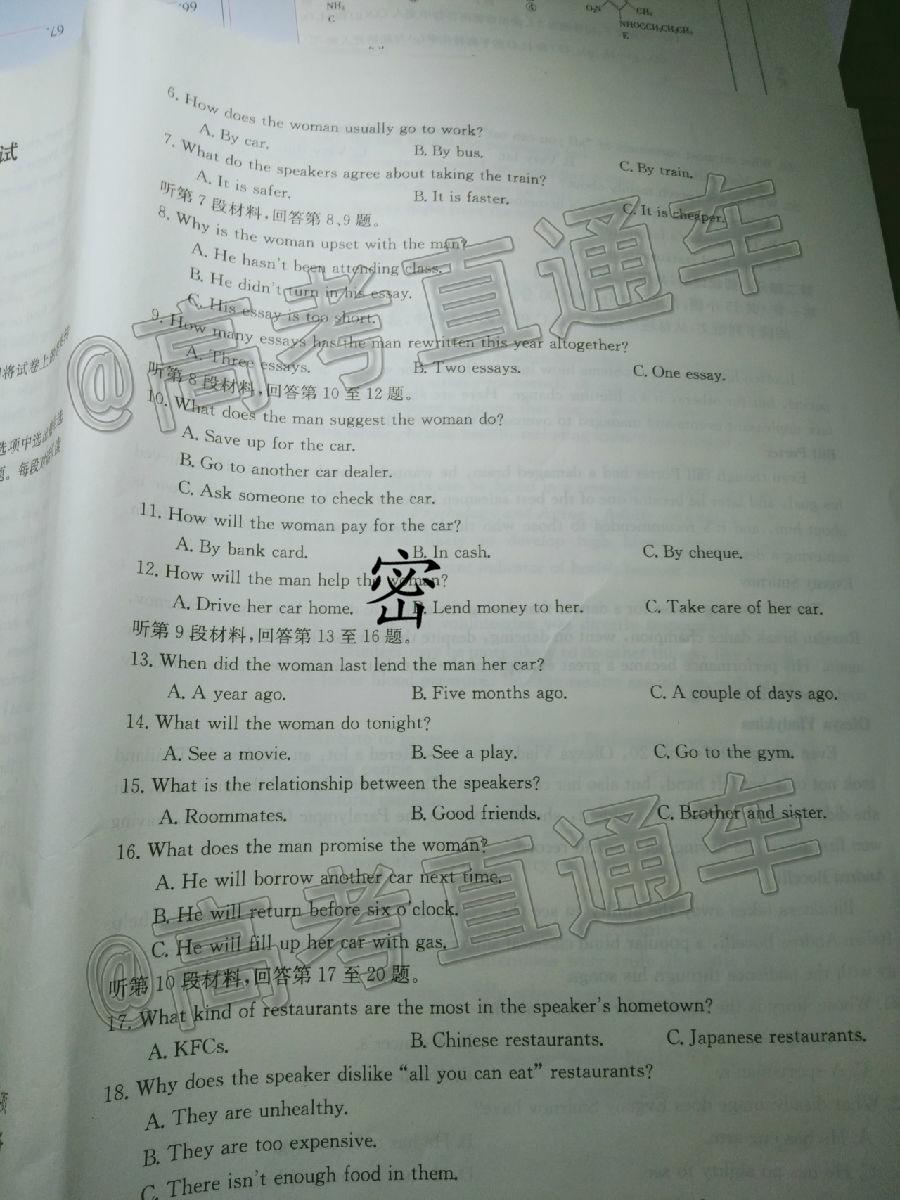 66.
67.
NH₂
C
④
O₂N
CH₃
NHOCCH₂CH₂CH₃
E
试
6. How does the woman usually go to work?
A. By car.
B. By bus.
C. By train.
7. What do the speakers agree about taking the train?
A. It is safer.
B. It is faster.
C. It is cheaper.
听第7段材料,回答第8、9题。
8. Why is the woman upset with the man?
A. He hasn't been attending class.
B. He didn't turn in his essay.
C. His essay is too short.
9. How many essays has the man rewritten this year altogether?
A. Three essays.
B. Two essays.
C. One essay.
听第8段材料,回答第10至12题。
10. What does the man suggest the woman do?
A. Save up for the car.
B. Go to another car dealer.
C. Ask someone to check the car.
11. How will the woman pay for the car?
A. By bank card.
B. In cash.
C. By cheque.
12. How will the man help the woman?
A. Drive her car home.
B. Lend money to her.
C. Take care of her car.
密
听第9段材料,回答第13至16题。
13. When did the woman last lend the man her car?
A. A year ago.
B. Five months ago.
C. A couple of days ago.
14. What will the woman do tonight?
A. See a movie.
B. See a play.
C. Go to the gym.
15. What is the relationship between the speakers?
A. Roommates.
B. Good friends.
C. Brother and sister.
16. What does the man promise the woman?
A. He will borrow another car next time.
B. He will return before six o'clock.
C. He will fill up her car with gas.
听第10段材料,回答第17至20题。
17. What kind of restaurants are the most in the speaker's hometown?
A. KFCs.
B. Chinese restaurants.
C. Japanese restaurants.
18. Why does the speaker dislike "all you can eat" restaurants?
A. They are unhealthy.
B. They are too expensive.
C. There isn't enough food in them.
@高考直通车
@高考直通车